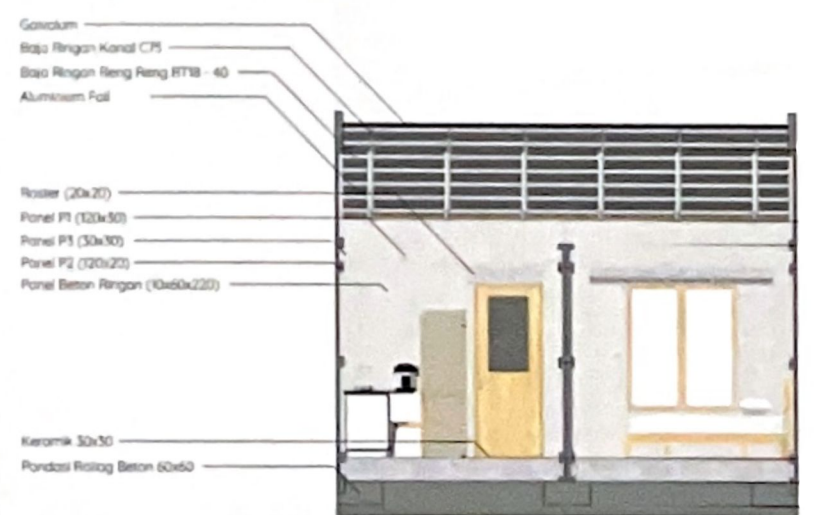 Galvalum
Baja Ringan Kanal C75
Baja Ringan Reng Reng RT18 - 40
Aluminium Foil
Roster (20x20)
Panel P1 (120x30)
Panel P3 (30x30)
Panel P2 (120x20)
Panel Beton Ringan (10x60x220)
Keramik 30x30
Pondasi Rollag Beton 60x60